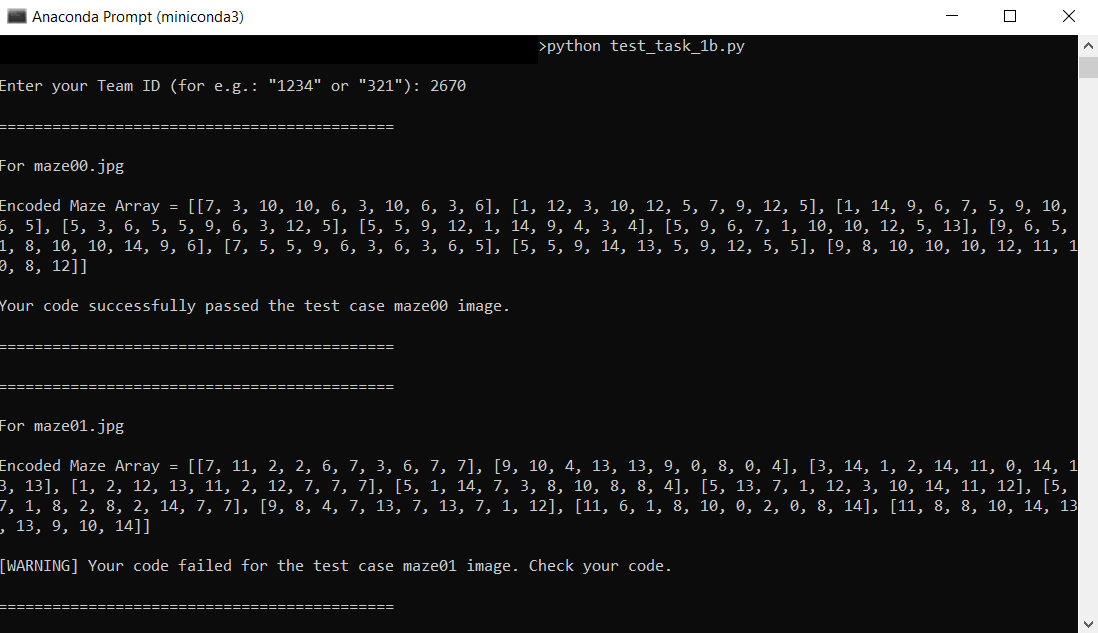 Anaconda Prompt (miniconda3)
>python test_task_1b.py
Enter your Team ID (for e.g.: "1234" or "321"): 2670
============================================
For maze00.jpg
Encoded Maze Array = [[7, 3, 10, 10, 6, 3, 10, 6, 3, 6], [1, 12, 3, 10, 12, 5, 7, 9, 12, 5], [1, 14, 9, 6, 7, 5, 9, 10,
6, 5], [5, 3, 6, 5, 5, 9, 6, 3, 12, 5], [5, 5, 9, 12, 1, 14, 9, 4, 3, 4], [5, 9, 6, 7, 1, 10, 10, 12, 5, 13], [9, 6, 5,
1, 8, 10, 10, 14, 9, 6], [7, 5, 5, 9, 6, 3, 6, 3, 6, 5], [5, 5, 9, 14, 13, 5, 9, 12, 5, 5], [9, 8, 10, 10, 10, 12, 11, 1
0, 8, 12]]
Your code successfully passed the test case maze00 image.
============================================
============================================
For maze01.jpg
Encoded Maze Array = [[7, 11, 2, 2, 6, 7, 3, 6, 7, 7], [9, 10, 4, 13, 13, 9, 0, 8, 0, 4], [3, 14, 1, 2, 14, 11, 0, 14, 1
3, 13], [1, 2, 12, 13, 11, 2, 12, 7, 7, 7], [5, 1, 14, 7, 3, 8, 10, 8, 8, 4], [5, 13, 7, 1, 12, 3, 10, 14, 11, 12], [5,
7, 1, 8, 2, 8, 2, 14, 7, 7], [9, 8, 4, 7, 13, 7, 13, 7, 1, 12], [11, 6, 1, 8, 10, 0, 2, 0, 8, 14], [11, 8, 8, 10, 14, 13
, 13, 9, 10, 14]]
[WARNING] Your code failed for the test case maze01 image. Check your code.
============================================